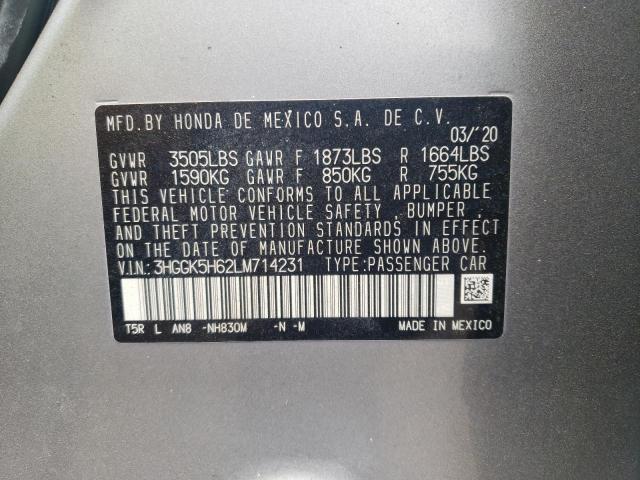 MFD.BY HONDA DE MEXICO S.A. DE C.V.
03/'20
GVWR 3505LBS GAWR F 1873LBS R 1664LBS
GVWR 1590KG GAWR F 850KG R 755KG
THIS VEHICLE CONFORMS TO ALL APPLICABLE
FEDERAL MOTOR VEHICLE SAFETY , BUMPER ,
AND THEFT PREVENTION STANDARDS IN EFFECT
ON THE DATE OF MANUFACTURE SHOWN ABOVE.
V.I.N.: 3HGGK5H62LM714231 TYPE:PASSENGER CAR
T5R L AN8 -NH830M -N -M MADE IN MEXICO